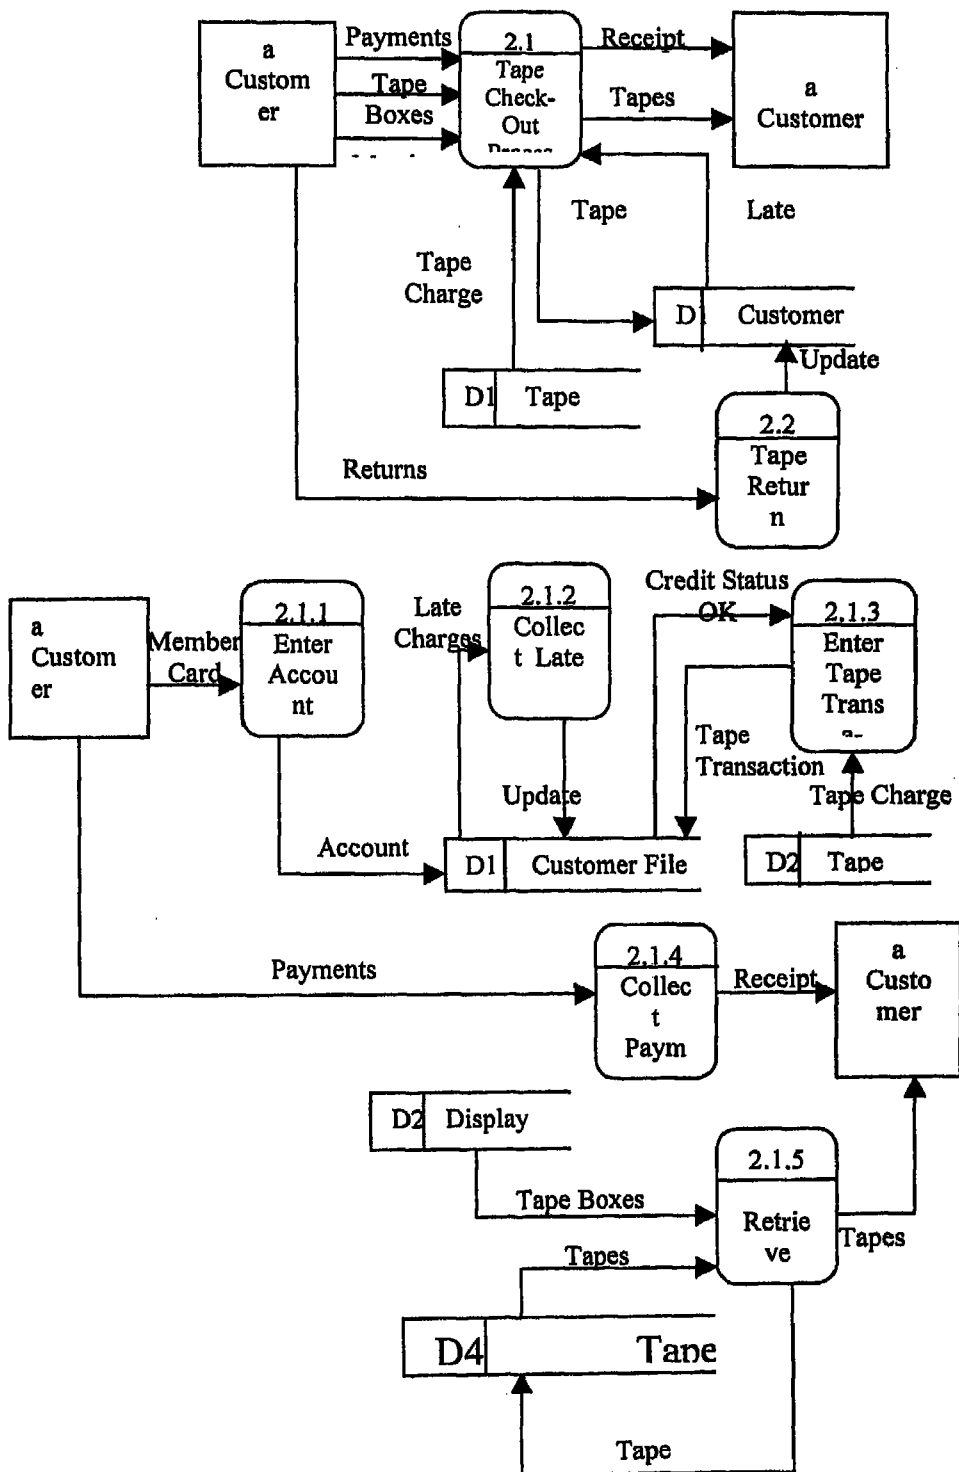 a
Custom
er
Payments
Tape
Boxes
2.1
Tape
Check-
Out
Receipt
Tapes
a
Customer
Tape
Late
Tape
Charge
D
Customer
Update
D1
Tape
2.2
Tape
Retur
n
Returns
a
Custom
er
Member
Card
2.1.1
Enter
Accou
nt
Late
Charges
2.1.2
Collec
t Late
Credit Status
OK
2.1.3
Enter
Tape
Trans
a-
Tape
Transaction
Update
Tape Charge
Account
D1
Customer File
D2
Tape
Payments
2.1.4
Collec
t
Paym
Receipt
a
Custo
mer
D2
Display
Tape Boxes
2.1.5
Retrie
ve
Tapes
Tapes
D4
Tape
Tape